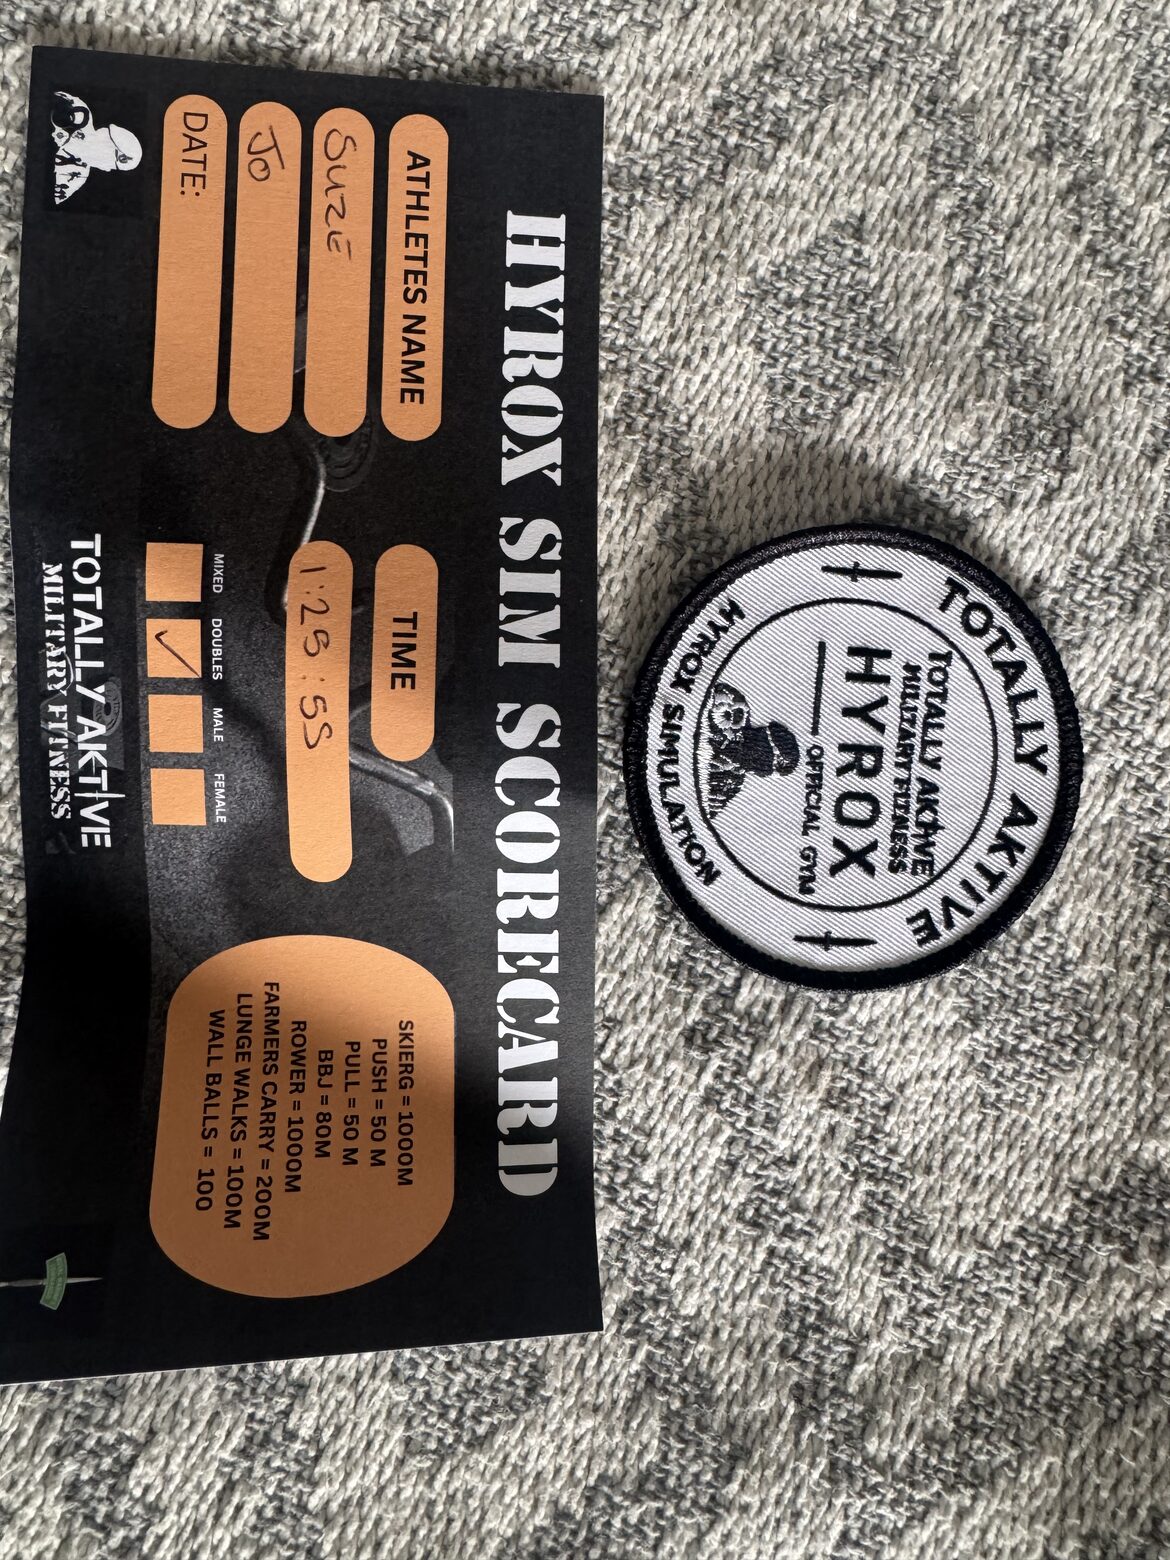 HYROX SIM SCORECARD
ATHLETES NAME
SUZE
JO
DATE:
TIME
1:25:55
MIXED DOUBLES MALE FEMALE
SKIERG = 1000M
PUSH = 50 M
PULL = 50 M
BBJ = 80M
ROWER = 1000M
FARMERS CARRY = 200M
LUNGE WALKS = 100M
WALL BALLS = 100
TOTALLY AKTIVE
MILITARY FITNESS
TOTALLY AKTIVE
TOTALLY AKTIVE
MILITARY FITNESS
HYROX
OFFICIAL GYM
HYROX SIMULATION